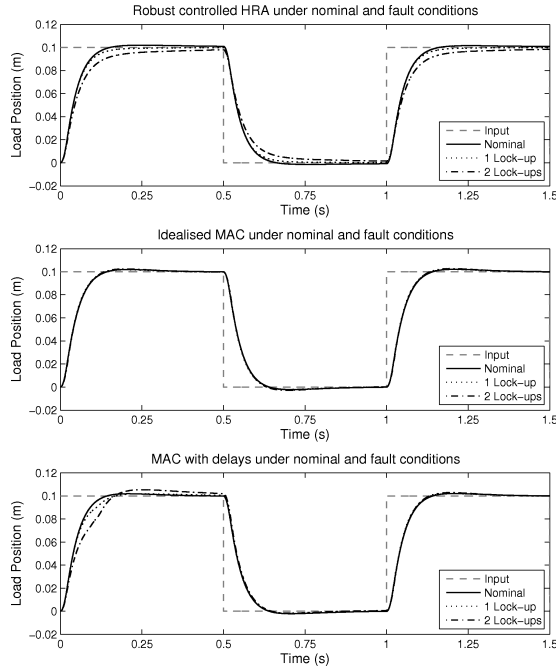 Robust controlled HRA under nominal and fault conditions
0.12
0.1
0.08
0.06
0.04
0.02
0
−0.02
Load Position (m)
0
0.25
0.5
0.75
1
1.25
1.5
Time (s)
Input
Nominal
1 Lock−up
2 Lock−ups
Idealised MAC under nominal and fault conditions
0.12
0.1
0.08
0.06
0.04
0.02
0
−0.02
Load Position (m)
0
0.25
0.5
0.75
1
1.25
1.5
Time (s)
Input
Nominal
1 Lock−up
2 Lock−ups
MAC with delays under nominal and fault conditions
0.12
0.1
0.08
0.06
0.04
0.02
0
−0.02
Load Position (m)
0
0.25
0.5
0.75
1
1.25
1.5
Time (s)
Input
Nominal
1 Lock−up
2 Lock−ups